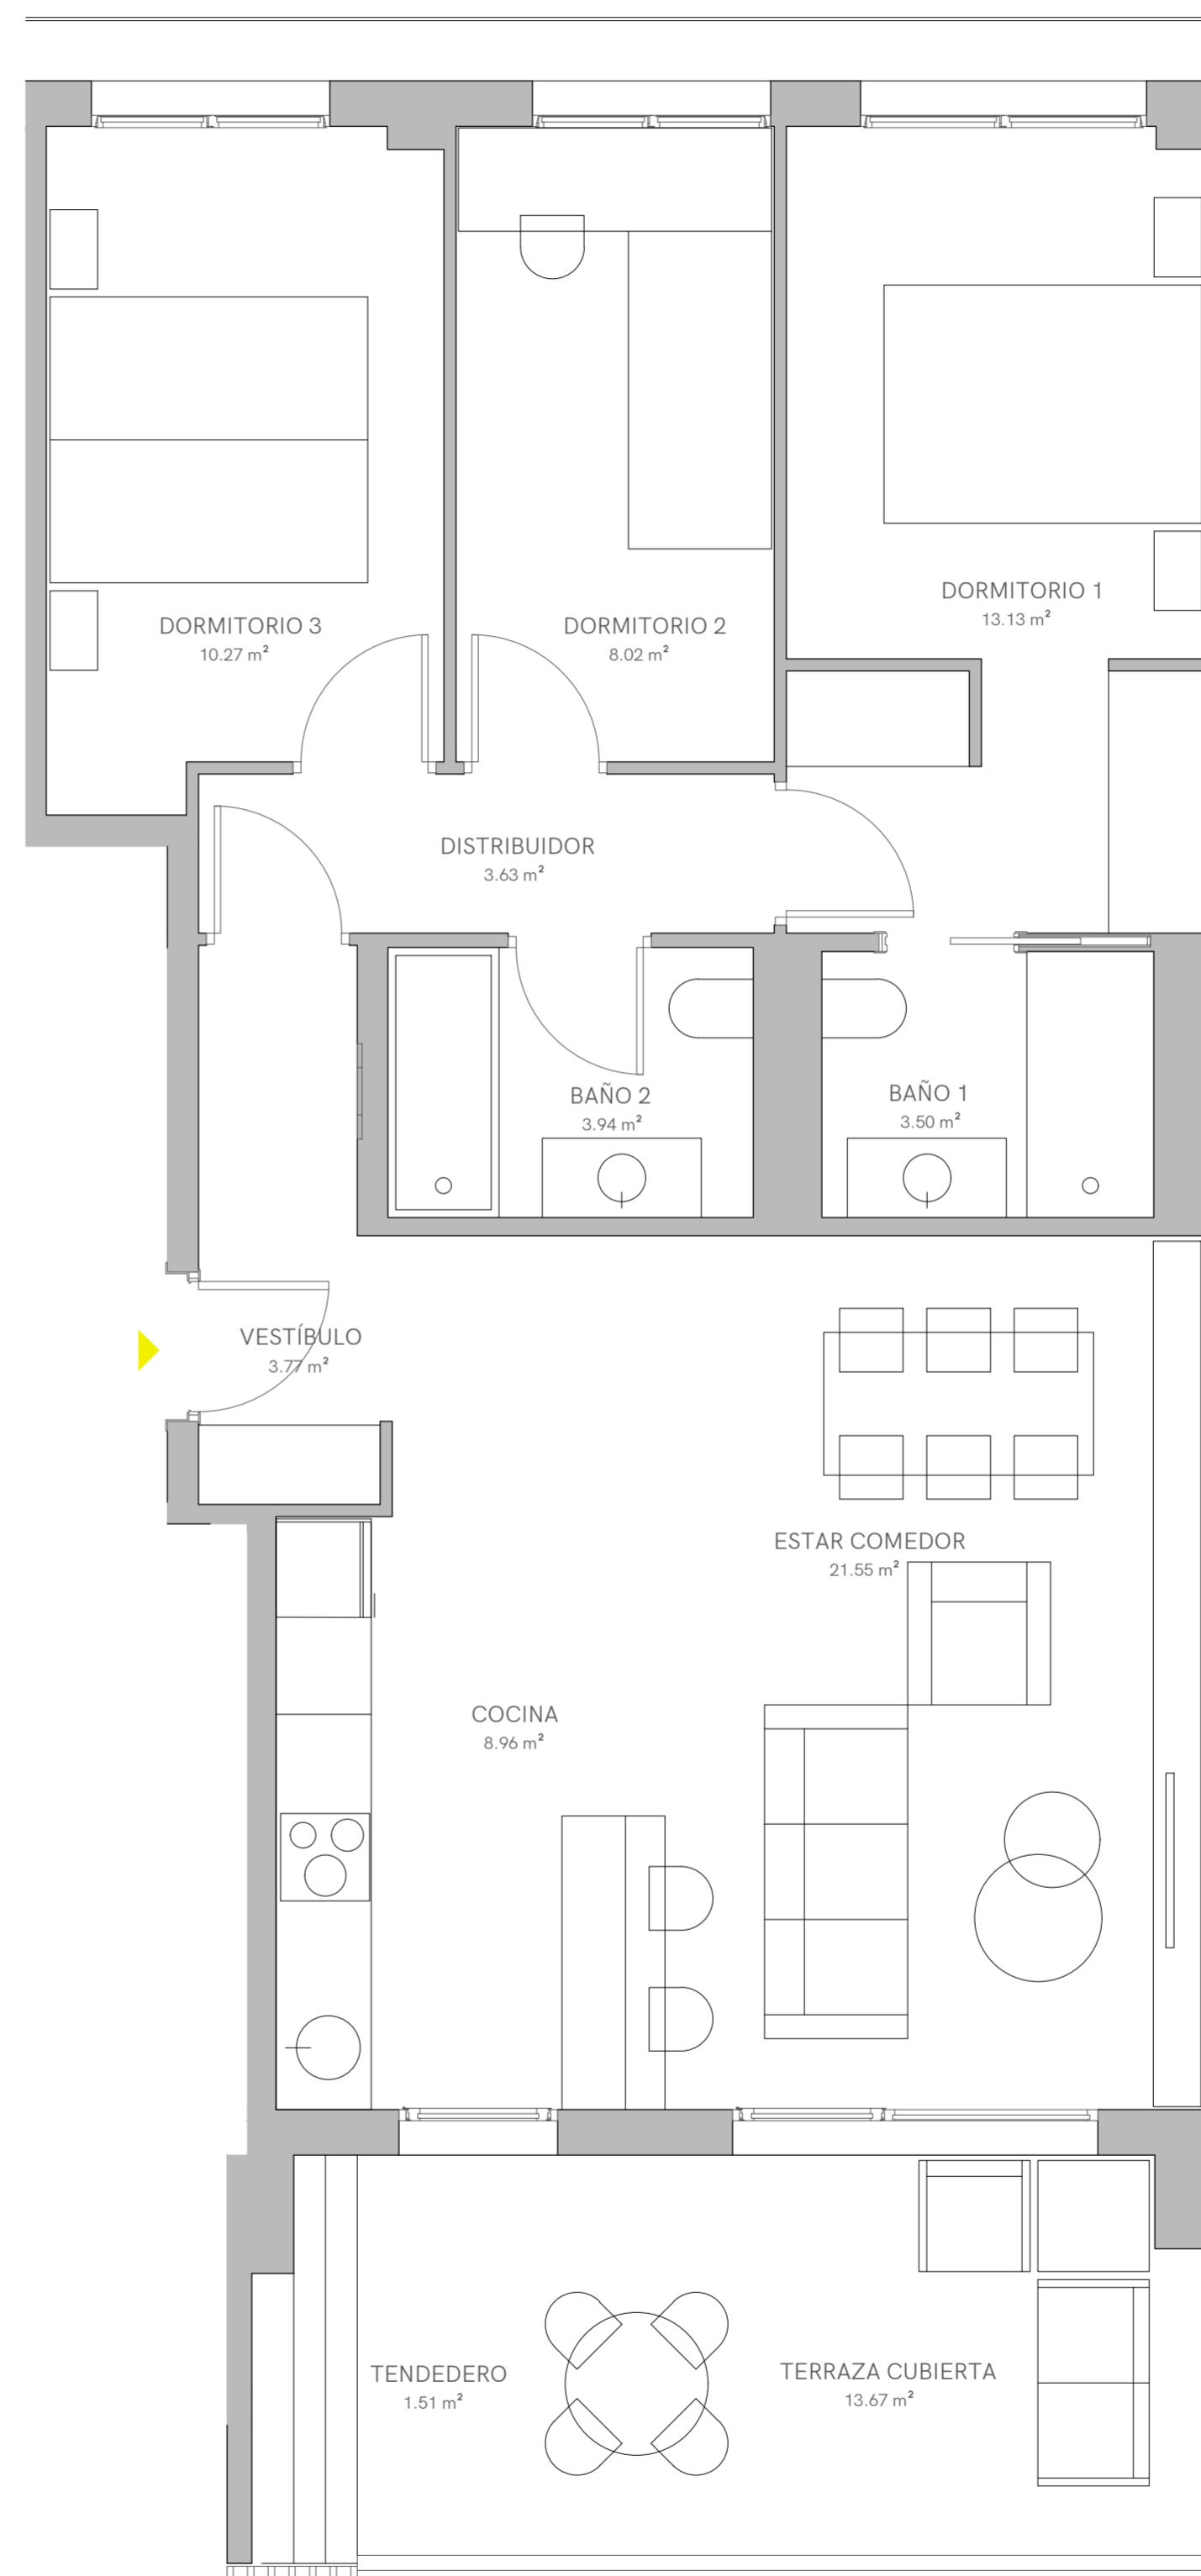 DORMITORIO 1
13.13 m²
DORMITORIO 3
10.27 m²
DORMITORIO 2
8.02 m²
DISTRIBUIDOR
3.63 m²
BAÑO 2
3.94 m²
BAÑO 1
3.50 m²
VESTÍBULO
3.77 m²
ESTAR COMEDOR
21.55 m²
COCINA
8.96 m²
TENDEDERO
1.51 m²
TERRAZA CUBIERTA
13.67 m²